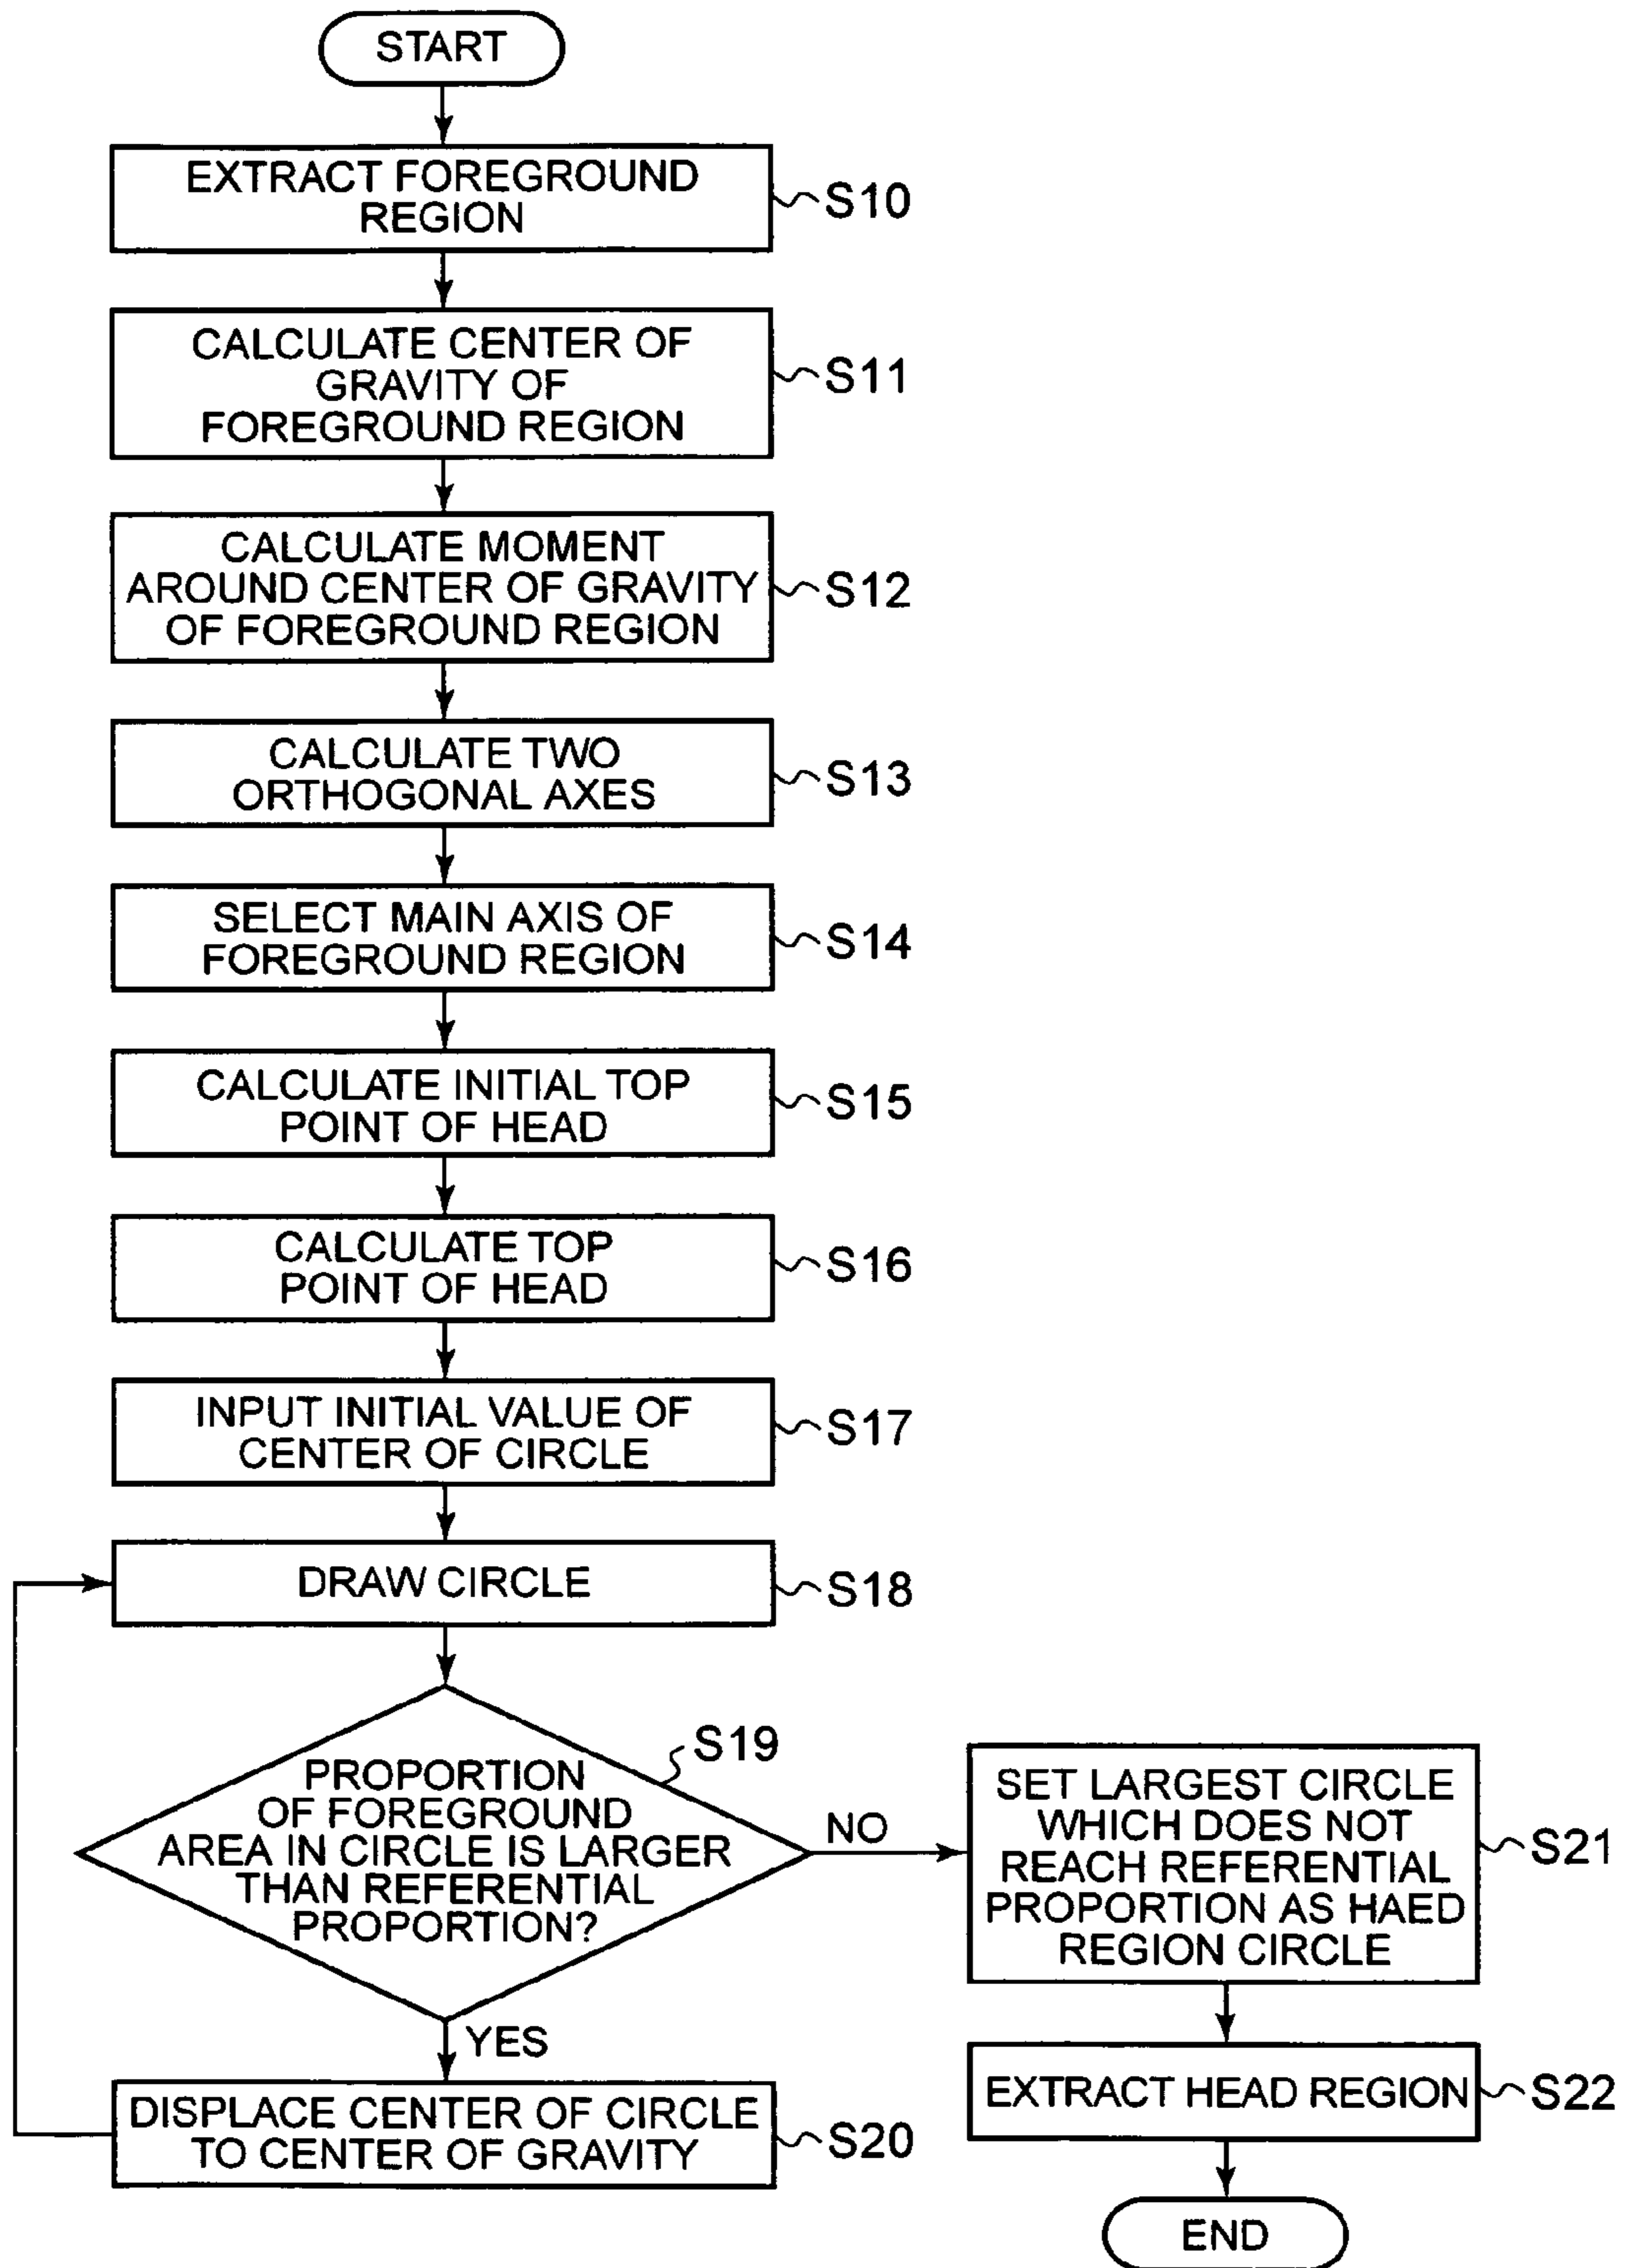 START
EXTRACT FOREGROUND
REGION
S10
CALCULATE CENTER OF
GRAVITY OF
FOREGROUND REGION
S11
CALCULATE MOMENT
AROUND CENTER OF GRAVITY
OF FOREGROUND REGION
S12
CALCULATE TWO
ORTHOGONAL AXES
S13
SELECT MAIN AXIS OF
FOREGROUND REGION
S14
CALCULATE INITIAL TOP
POINT OF HEAD
S15
CALCULATE TOP
POINT OF HEAD
S16
INPUT INITIAL VALUE OF
CENTER OF CIRCLE
S17
DRAW CIRCLE
S18
S19
PROPORTION
OF FOREGROUND
AREA IN CIRCLE IS LARGER
THAN REFERENTIAL
PROPORTION?
NO
YES
DISPLACE CENTER OF CIRCLE
TO CENTER OF GRAVITY
S20
SET LARGEST CIRCLE
WHICH DOES NOT
REACH REFERENTIAL
PROPORTION AS HAED
REGION CIRCLE
S21
EXTRACT HEAD REGION
S22
END